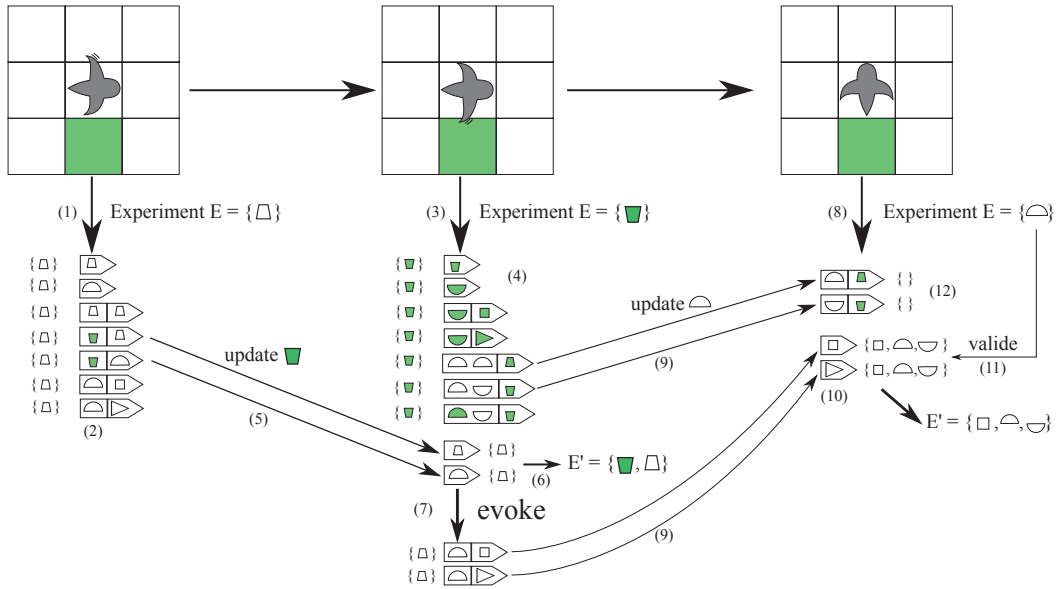 (1) Experiment E = { }
(3) Experiment E = { }
(8) Experiment E = { }
(4)
(12)
update
update
(9)
valide
(11)
(5)
(10)
(2)
E' = { , , }
E' = { , }
(6)
(7) evoke
(9)